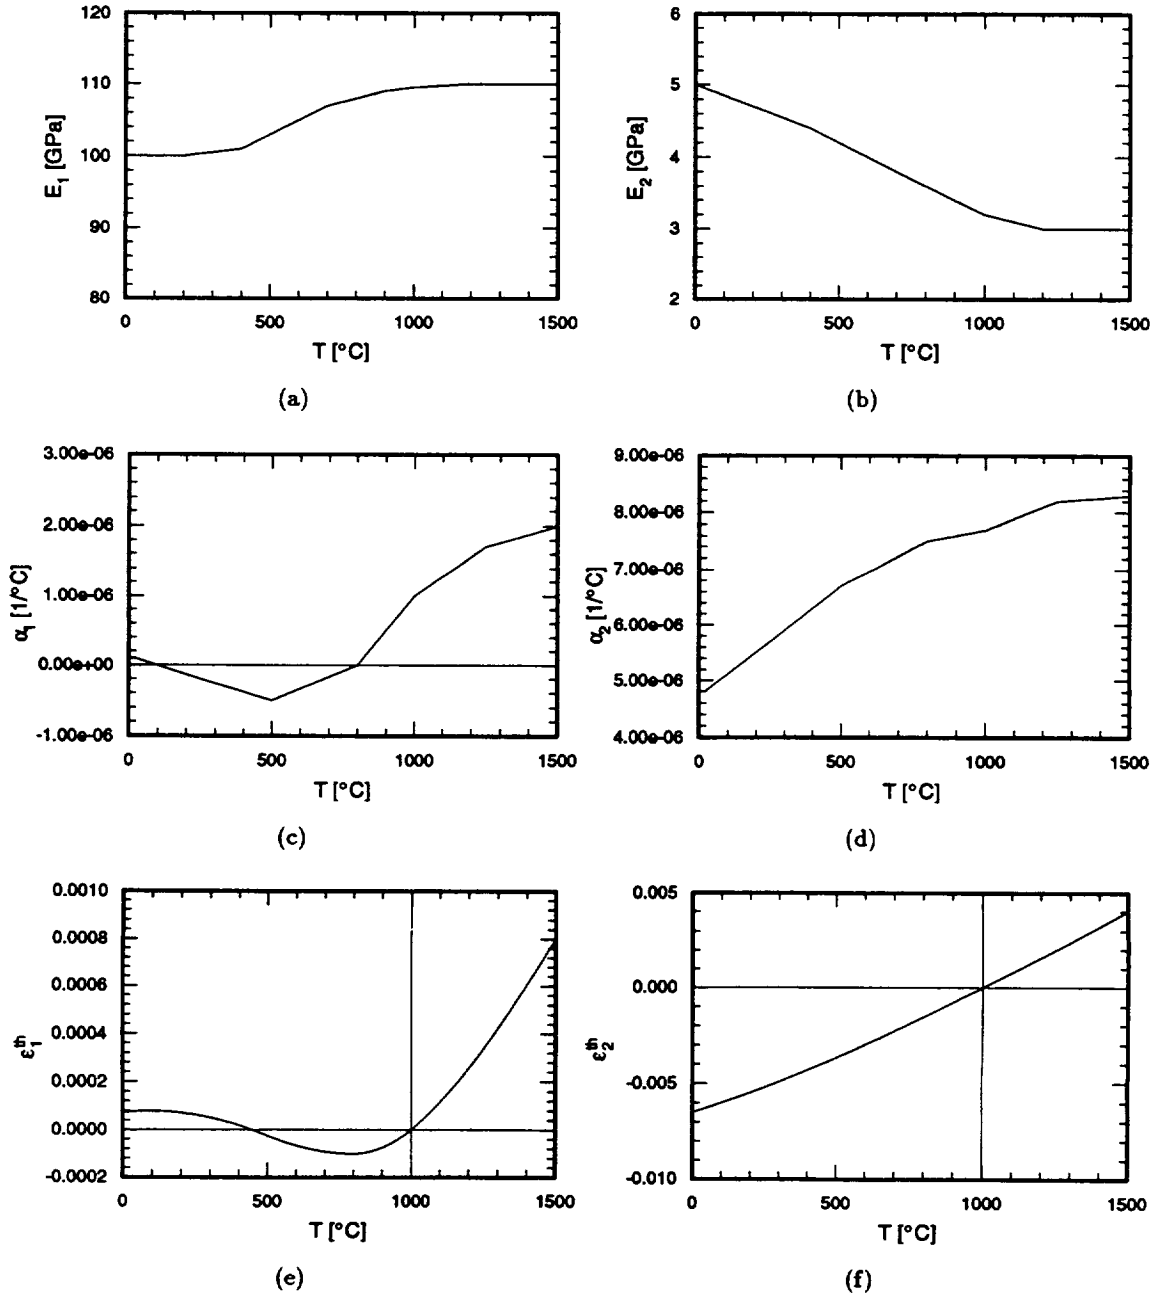 120
110
100
90
80
E1 [GPa]
0 500 1000 1500
T [°C]
(a)
6
5
4
3
2
E2 [GPa]
0 500 1000 1500
T [°C]
(b)
3.00e-06
2.00e-06
1.00e-06
0.00e+00
-1.00e-06
α1 [1/°C]
0 500 1000 1500
T [°C]
(c)
9.00e-06
8.00e-06
7.00e-06
6.00e-06
5.00e-06
4.00e-06
α2 [1/°C]
0 500 1000 1500
T [°C]
(d)
0.0010
0.0008
0.0006
0.0004
0.0002
0.0000
-0.0002
ε1th
0 500 1000 1500
T [°C]
(e)
0.005
0.000
-0.005
-0.010
ε2th
0 500 1000 1500
T [°C]
(f)